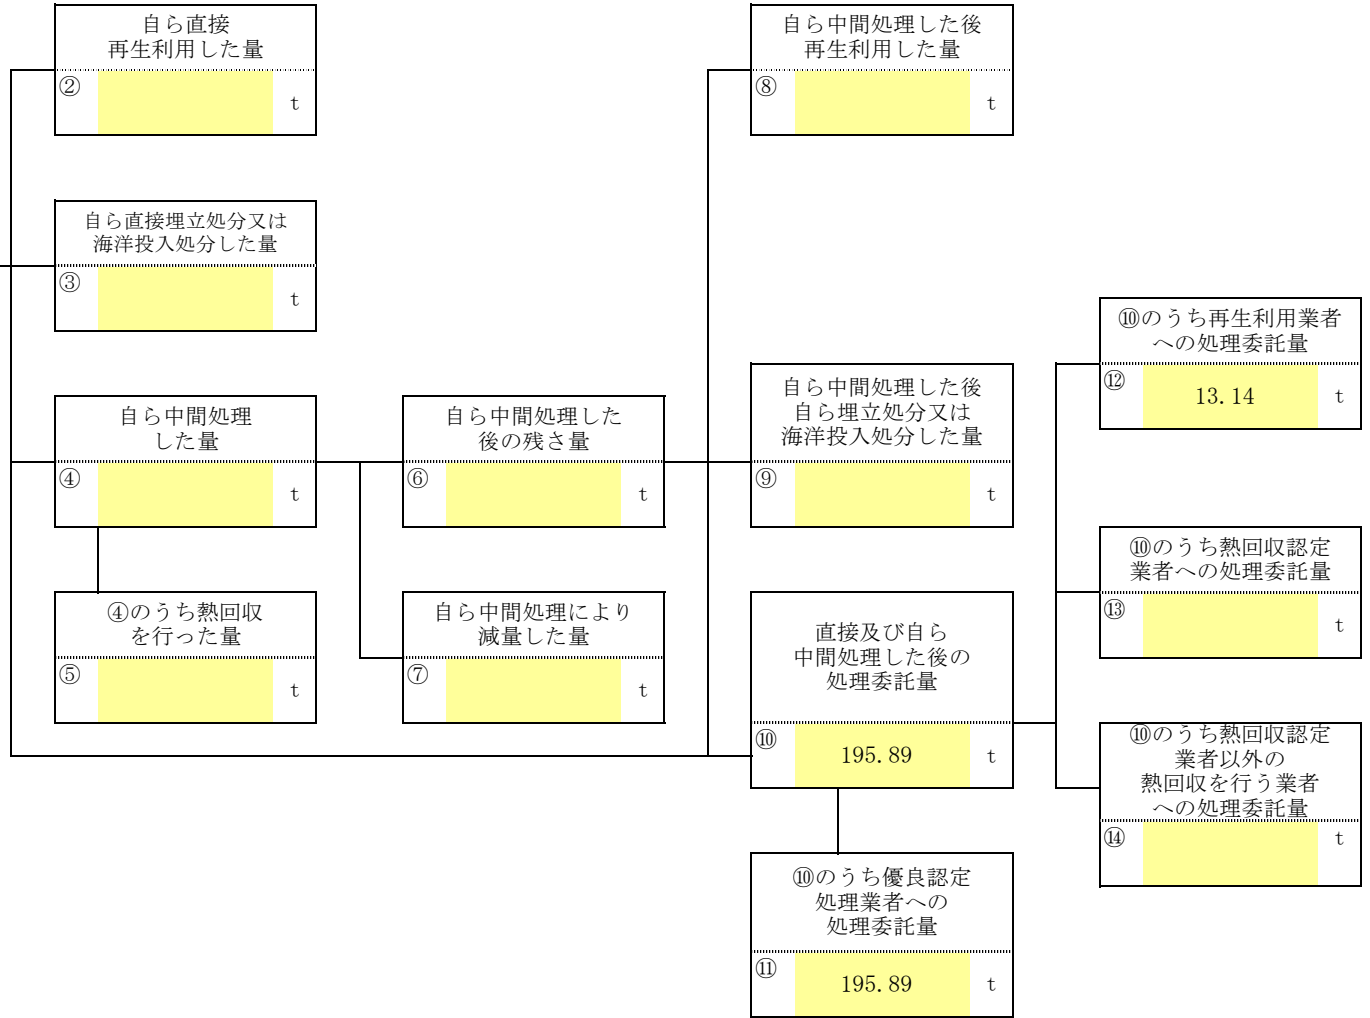 自ら直接
再生利用した量
②
t
自ら中間処理した後
再生利用した量
⑧
t
自ら直接埋立処分又は
海洋投入処分した量
③
t
⑩のうち再生利用業者
への処理委託量
⑫
13.14
t
自ら中間処理
した量
④
t
自ら中間処理した
後の残さ量
⑥
t
自ら中間処理した後
自ら埋立処分又は
海洋投入処分した量
⑨
t
⑩のうち熱回収認定
業者への処理委託量
⑬
t
④のうち熱回収
を行った量
⑤
t
自ら中間処理により
減量した量
⑦
t
直接及び自ら
中間処理した後の
処理委託量
⑩
195.89
t
⑩のうち熱回収認定
業者以外の
熱回収を行う業者
への処理委託量
⑭
t
⑩のうち優良認定
処理業者への
処理委託量
⑪
195.89
t